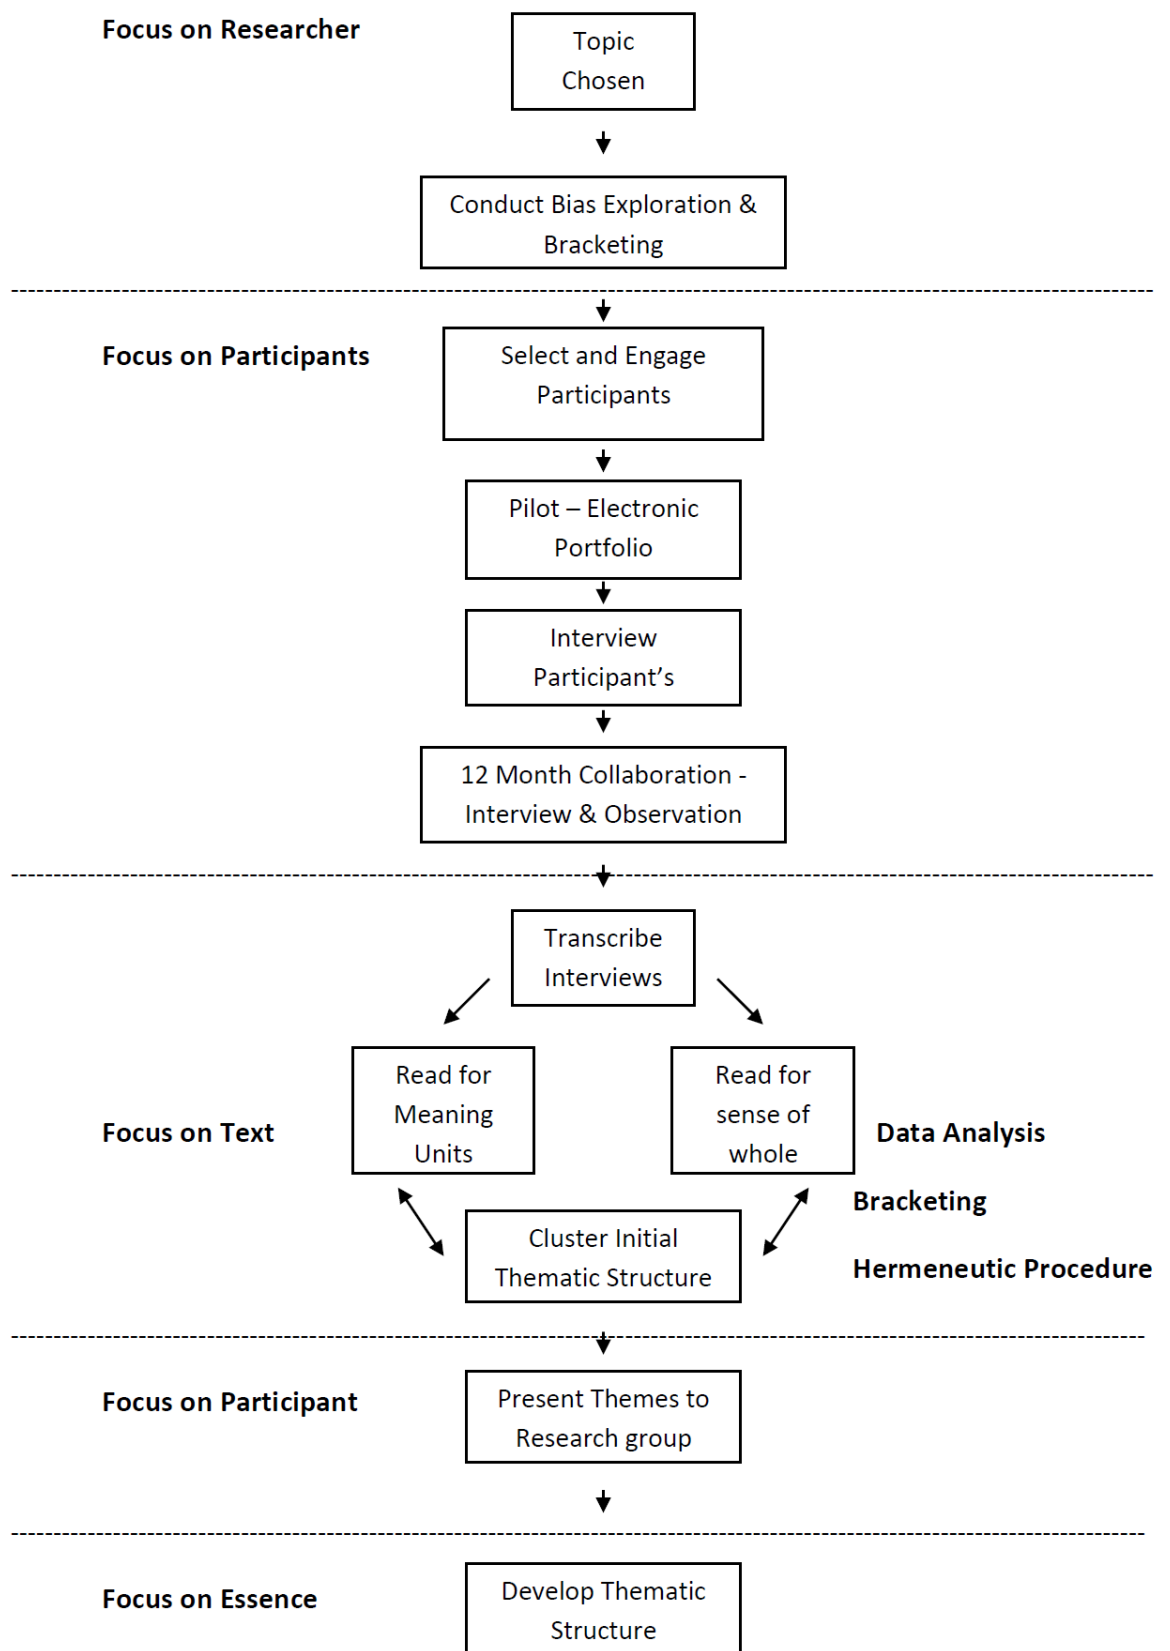 Focus on Researcher
Topic
Chosen
Conduct Bias Exploration &
Bracketing
Focus on Participants
Select and Engage
Participants
Pilot – Electronic
Portfolio
Interview
Participant’s
12 Month Collaboration -
Interview & Observation
Transcribe
Interviews
Read for
Meaning
Units
Read for
sense of
whole
Focus on Text
Data Analysis
Bracketing
Hermeneutic Procedure
Cluster Initial
Thematic Structure
Focus on Participant
Present Themes to
Research group
Focus on Essence
Develop Thematic
Structure